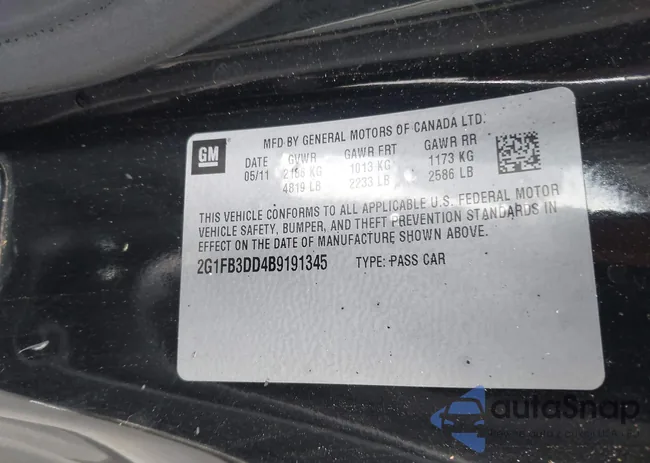 GM
MFD BY GENERAL MOTORS OF CANADA LTD.
DATE GVWR GAWR FRT GAWR RR
05/11 2186 KG 1013 KG 1173 KG
4819 LB 2233 LB 2586 LB
THIS VEHICLE CONFORMS TO ALL APPLICABLE U.S. FEDERAL MOTOR
VEHICLE SAFETY, BUMPER, AND THEFT PREVENTION STANDARDS IN
EFFECT ON THE DATE OF MANUFACTURE SHOWN ABOVE.
2G1FB3DD4B9191345 TYPE: PASS CAR
autoSnap